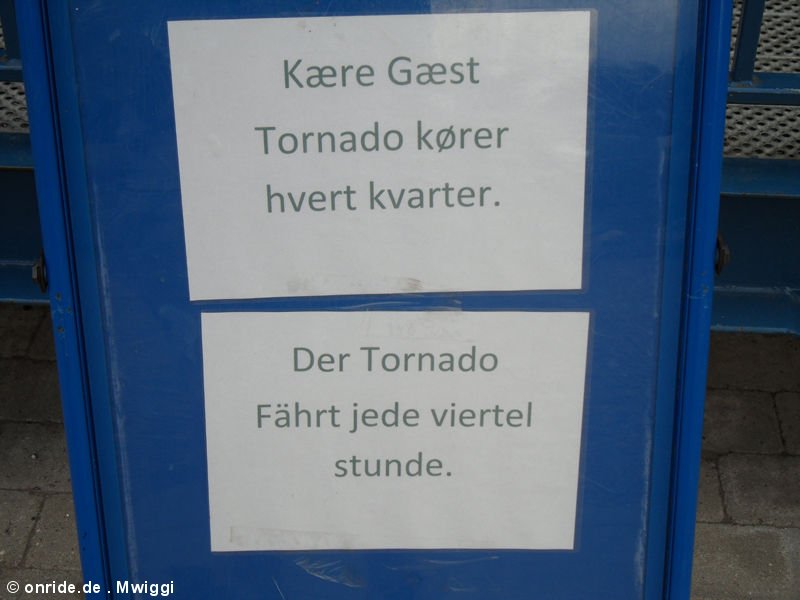 Kære Gæst
Tornado kører
hvert kvarter.
Der Tornado
Fährt jede viertel
stunde.
© onride.de . Mwiggi